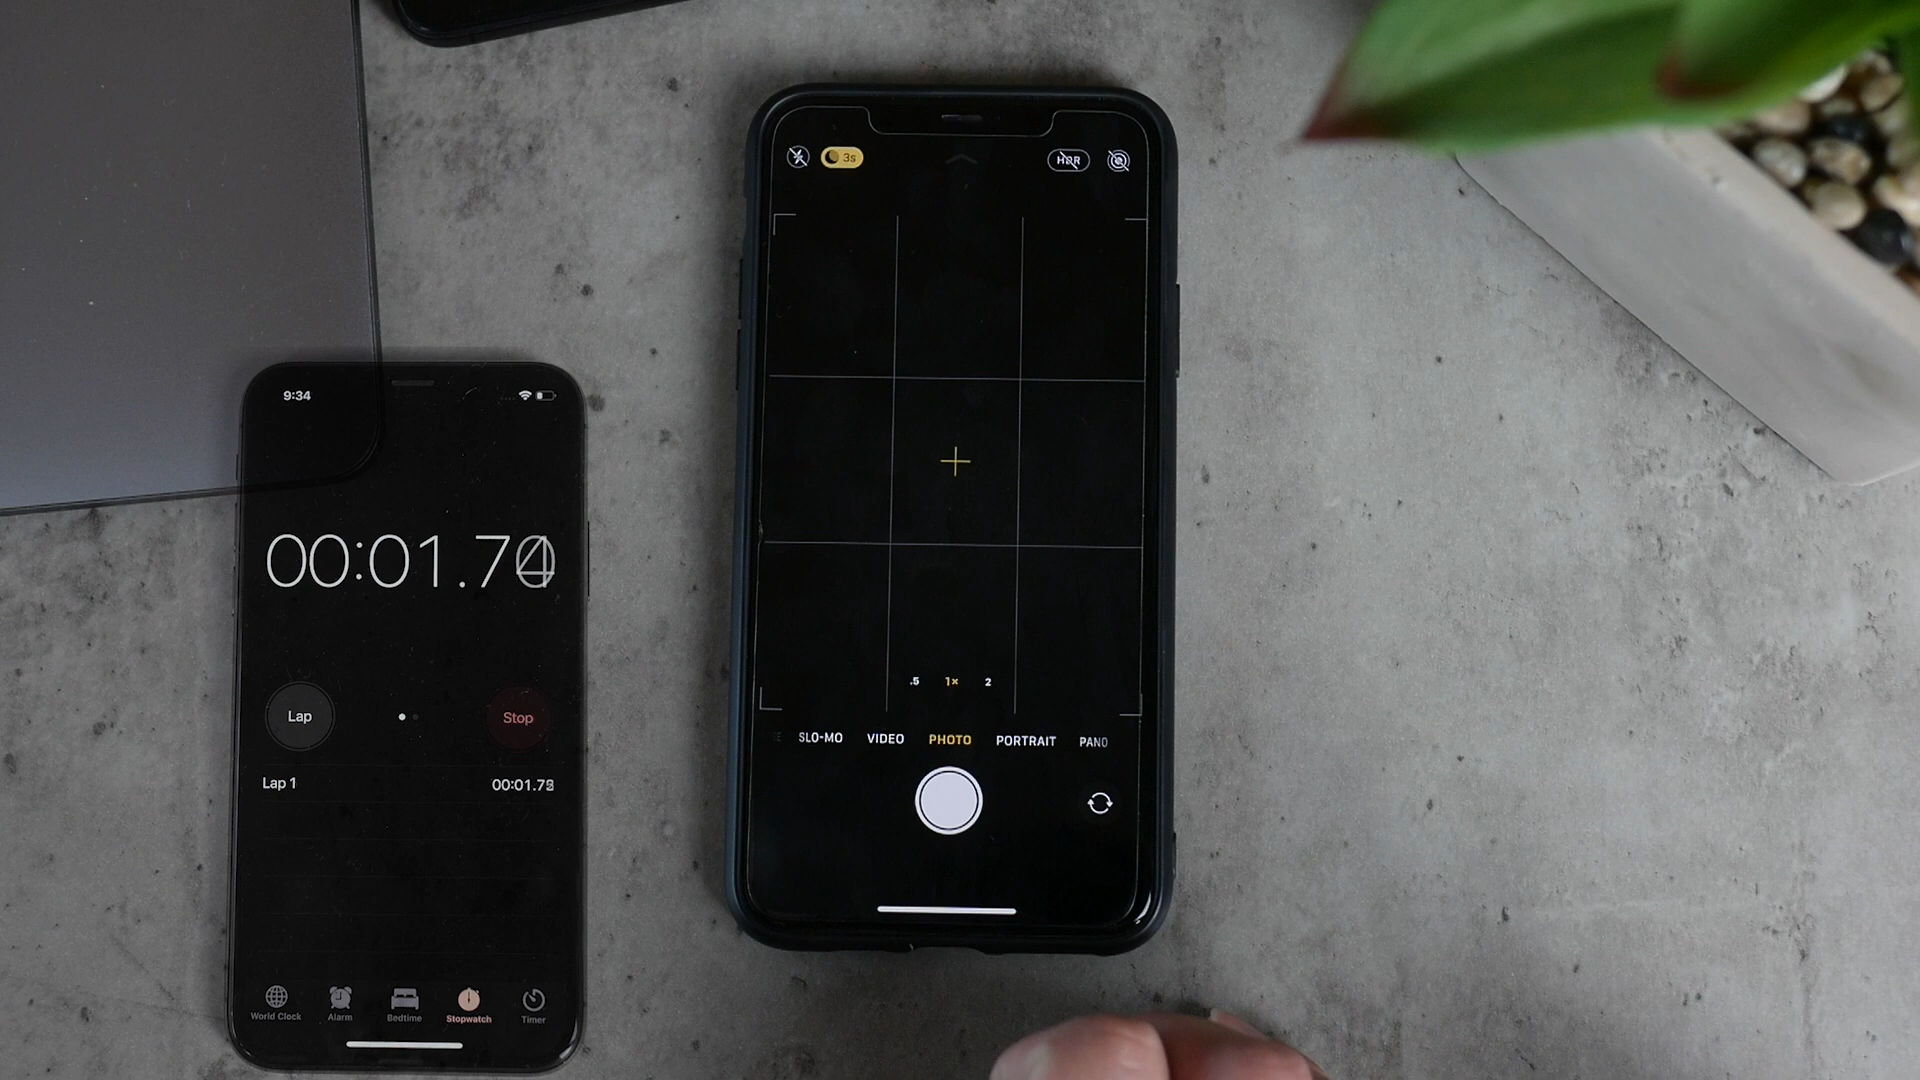 9:34
00:01.7
Lap
Stop
Lap 1
00:01.7
World Clock
Alarm
Bedtime
Stopwatch
Timer
3s
HDR
.5
1×
2
SLO-MO
VIDEO
PHOTO
PORTRAIT
PANO